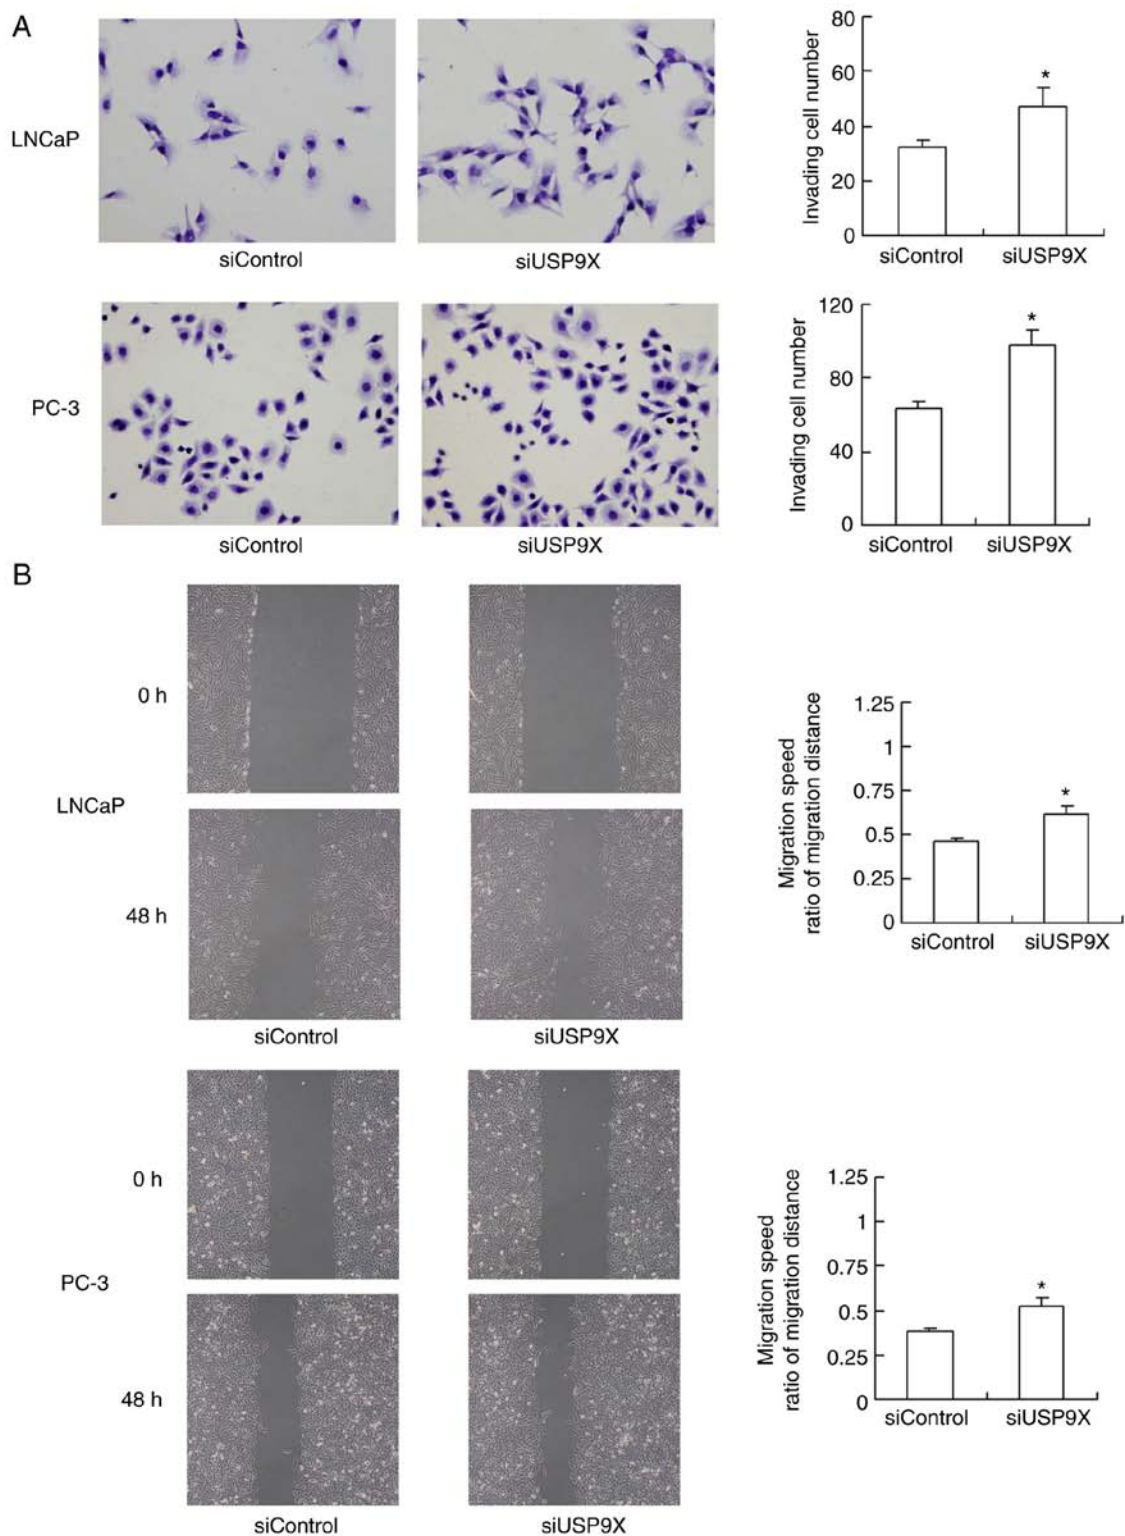 A
LNCaP
siControl
siUSP9X
80
60
40
20
0
Invading cell number
*
siControl
siUSP9X
PC-3
siControl
siUSP9X
120
80
40
0
Invading cell number
*
siControl
siUSP9X
B
0 h
LNCaP
48 h
siControl
siUSP9X
1.25
1
0.75
0.5
0.25
0
Migration speed
ratio of migration distance
*
siControl
siUSP9X
0 h
PC-3
48 h
siControl
siUSP9X
1.25
1
0.75
0.5
0.25
0
Migration speed
ratio of migration distance
*
siControl
siUSP9X